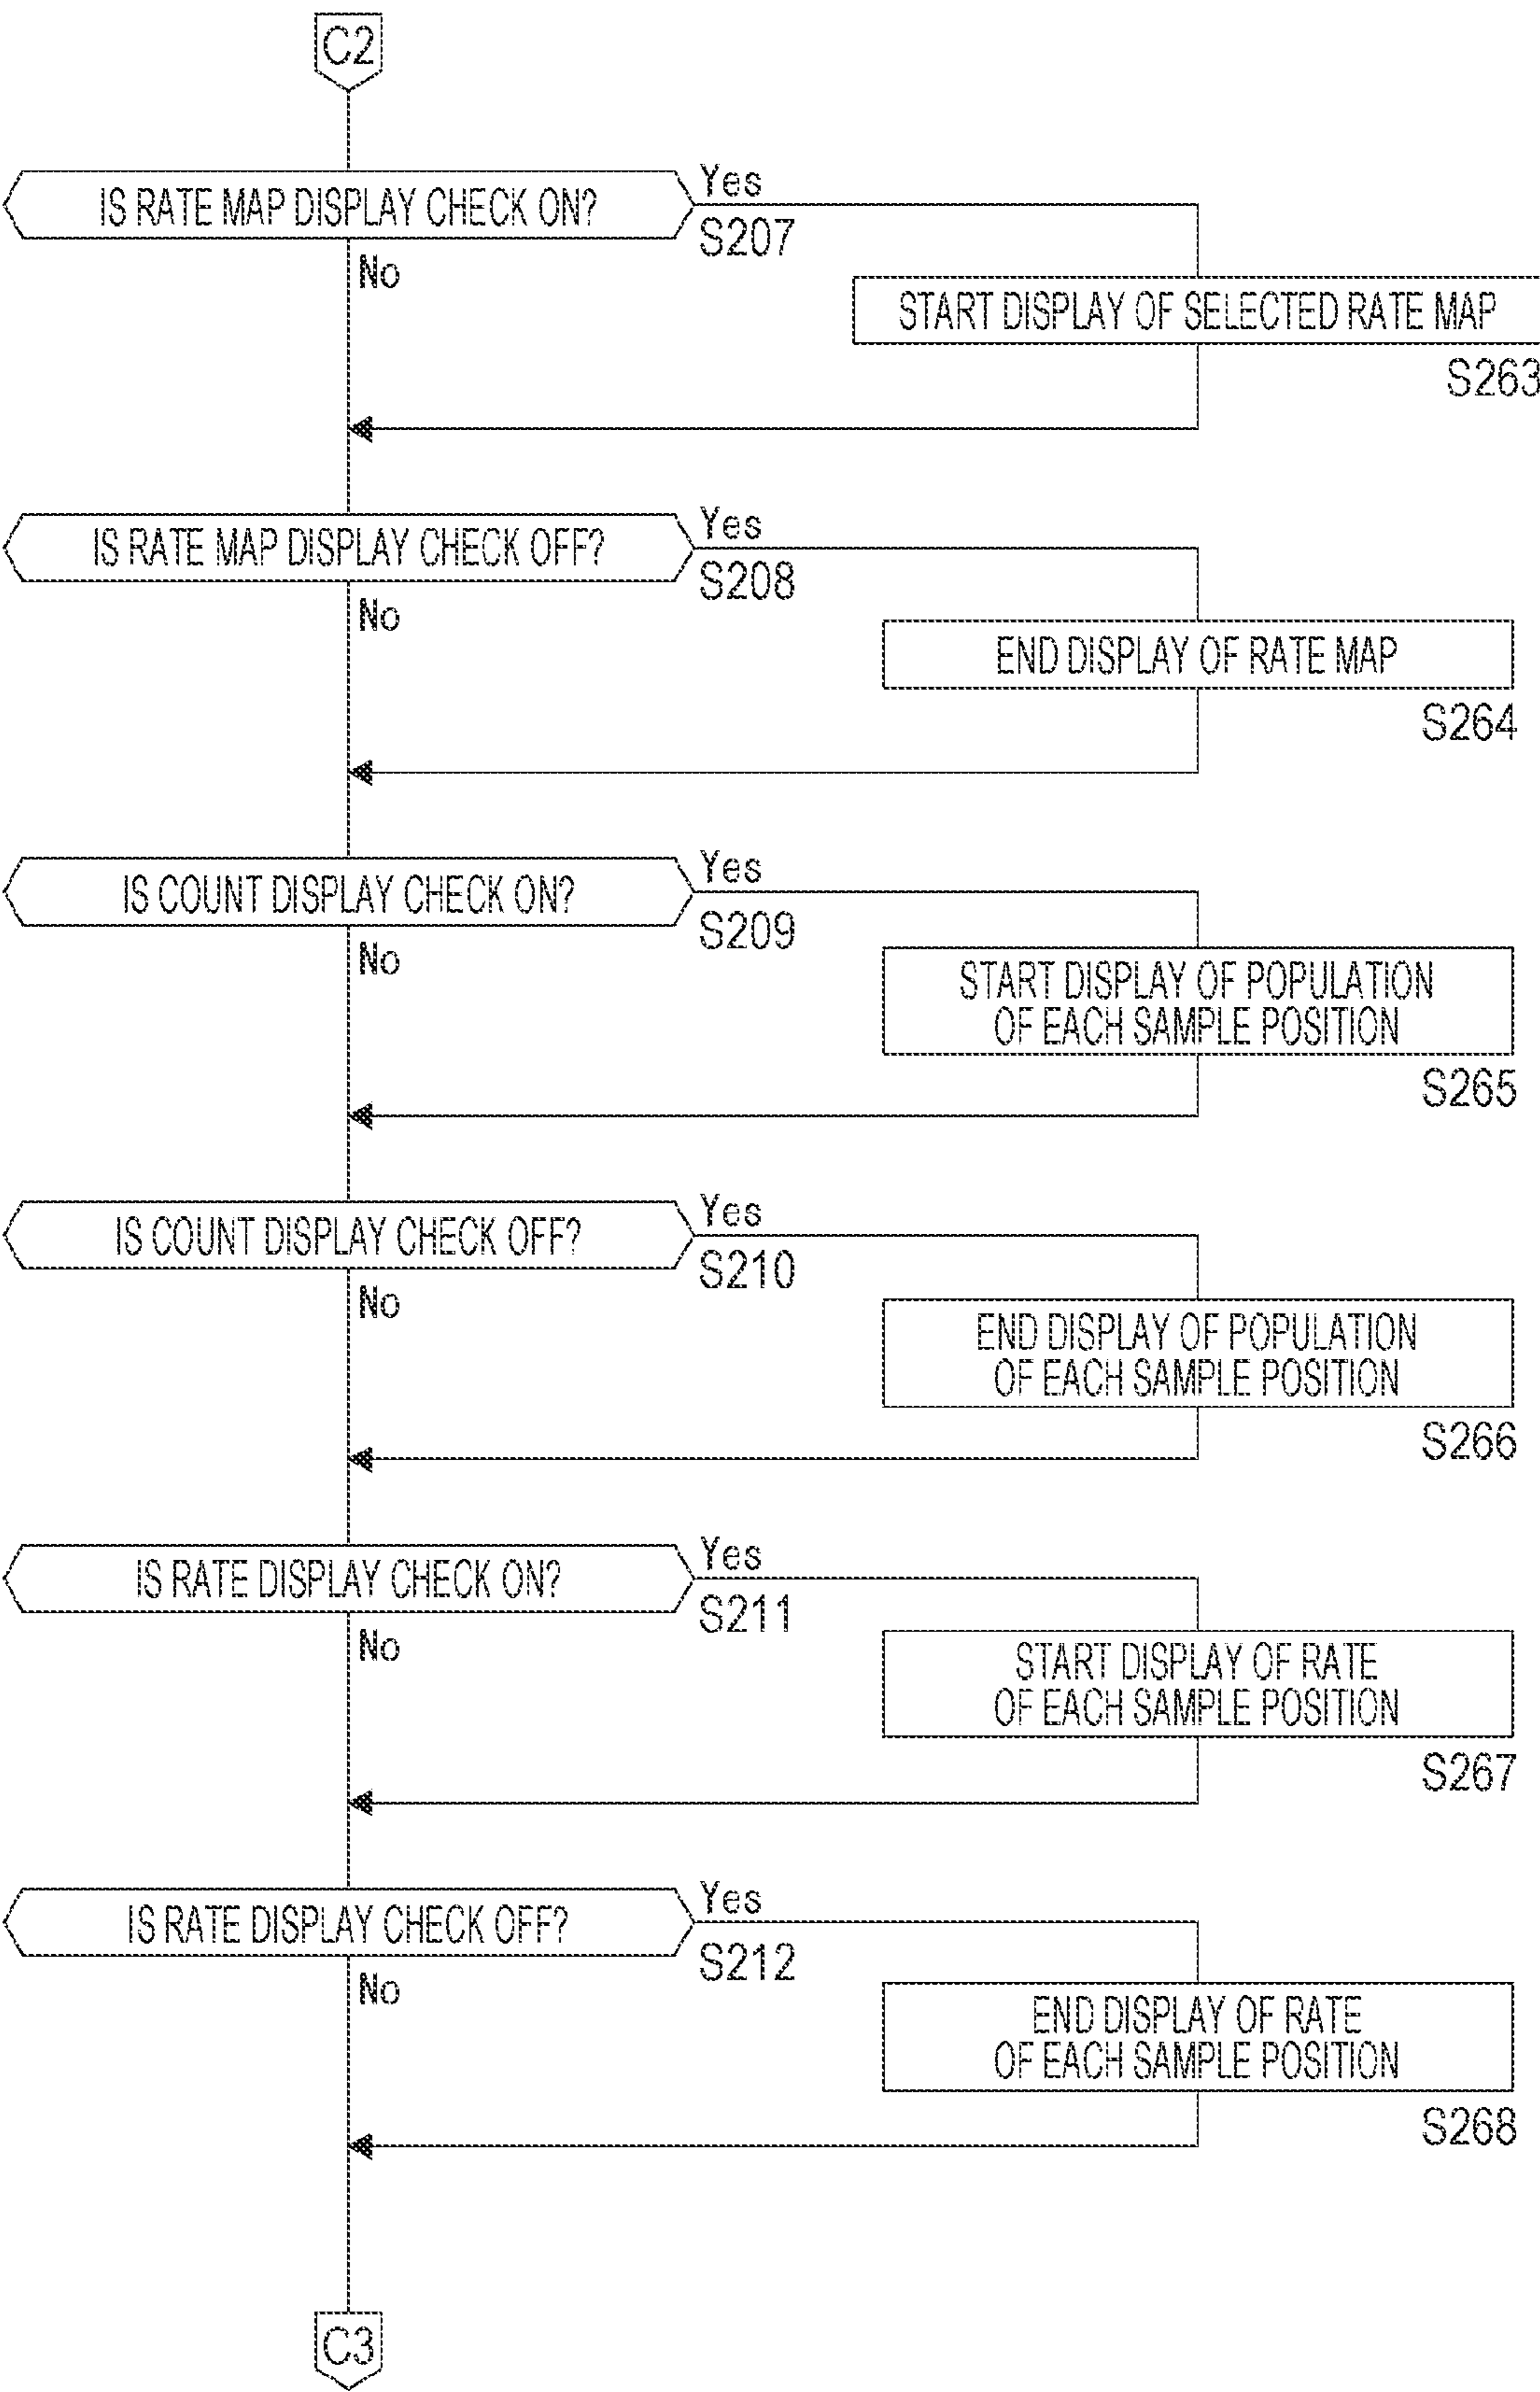 C2
IS RATE MAP DISPLAY CHECK ON?
Yes
S207
No
START DISPLAY OF SELECTED RATE MAP
S263
IS RATE MAP DISPLAY CHECK OFF?
Yes
S208
No
END DISPLAY OF RATE MAP
S264
IS COUNT DISPLAY CHECK ON?
Yes
S209
No
START DISPLAY OF POPULATION
OF EACH SAMPLE POSITION
S265
IS COUNT DISPLAY CHECK OFF?
Yes
S210
No
END DISPLAY OF POPULATION
OF EACH SAMPLE POSITION
S266
IS RATE DISPLAY CHECK ON?
Yes
S211
No
START DISPLAY OF RATE
OF EACH SAMPLE POSITION
S267
IS RATE DISPLAY CHECK OFF?
Yes
S212
No
END DISPLAY OF RATE
OF EACH SAMPLE POSITION
S268
C3